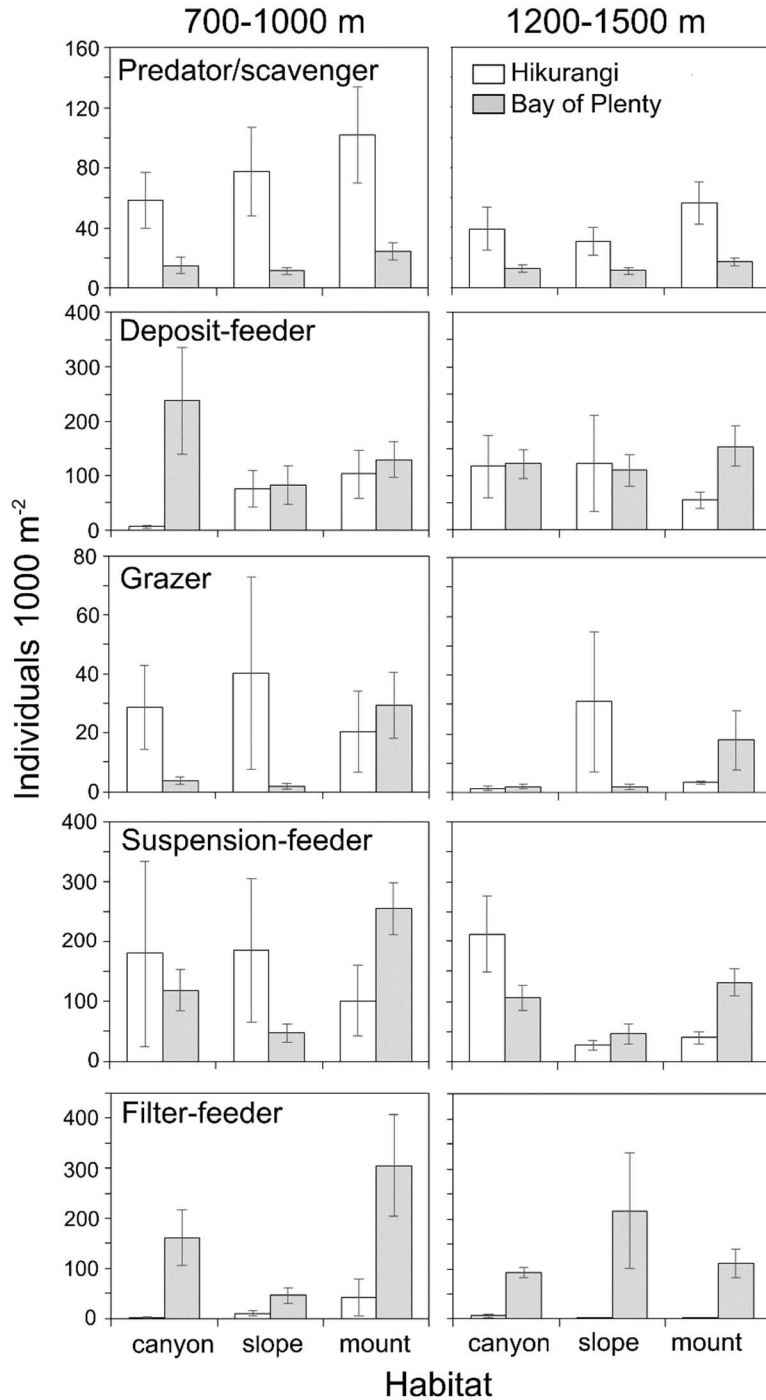 700-1000 m
1200-1500 m
Individuals 1000 m⁻²
Predator/scavenger
160
120
80
40
0
Hikurangi
Bay of Plenty
Deposit-feeder
400
300
200
100
0
Grazer
80
60
40
20
0
Suspension-feeder
400
300
200
100
0
Filter-feeder
400
300
200
100
0
canyon slope mount
canyon slope mount
Habitat